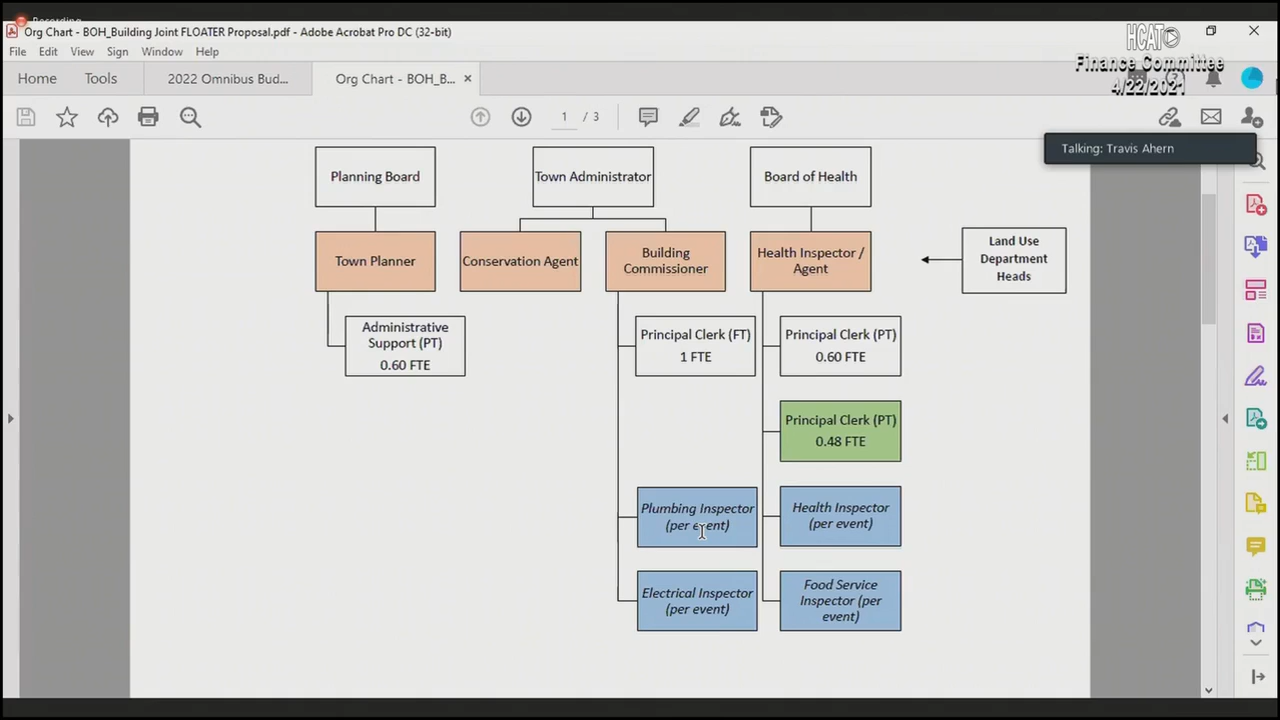 Recording
Org Chart - BOH_Building Joint FLOATER Proposal.pdf - Adobe Acrobat Pro DC (32-bit)
HCAT
File Edit View Sign Window Help
Finance Committee
4/22/2021
Home Tools 2022 Omnibus Bud... Org Chart - BOH_B... ×
1 / 3
Talking: Travis Ahern
Planning Board
Town Administrator
Board of Health
Town Planner
Conservation Agent
Building
Commissioner
Health Inspector /
Agent
Land Use
Department
Heads
Administrative
Support (PT)
0.60 FTE
Principal Clerk (FT)
1 FTE
Principal Clerk (PT)
0.60 FTE
Principal Clerk (PT)
0.48 FTE
Plumbing Inspector
(per event)
Health Inspector
(per event)
Electrical Inspector
(per event)
Food Service
Inspector (per
event)